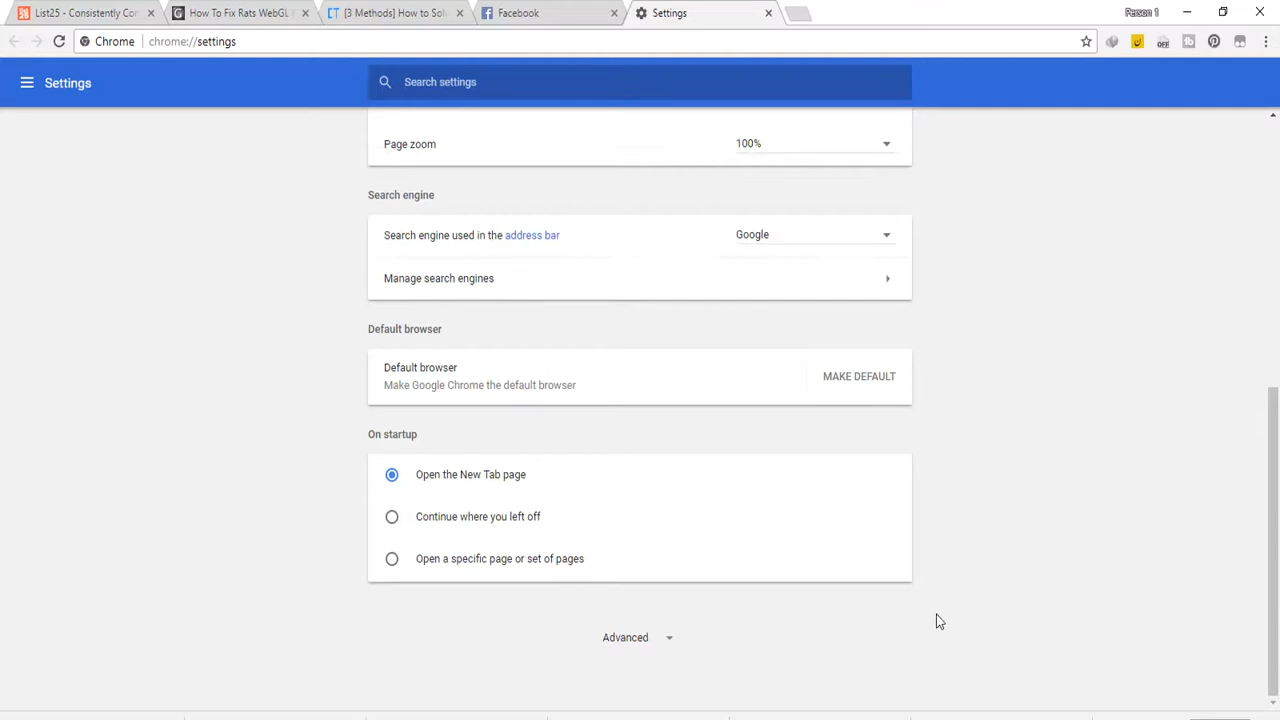 List25 - Consistently Co
How To Fix Rats WebGL
[3 Methods] How to Sol
Facebook
Settings
Person 1
Chrome
chrome://settings
Settings
Search settings
Page zoom
100%
Search engine
Search engine used in the address bar
Google
Manage search engines
Default browser
Default browser
Make Google Chrome the default browser
MAKE DEFAULT
On startup
Open the New Tab page
Continue where you left off
Open a specific page or set of pages
Advanced